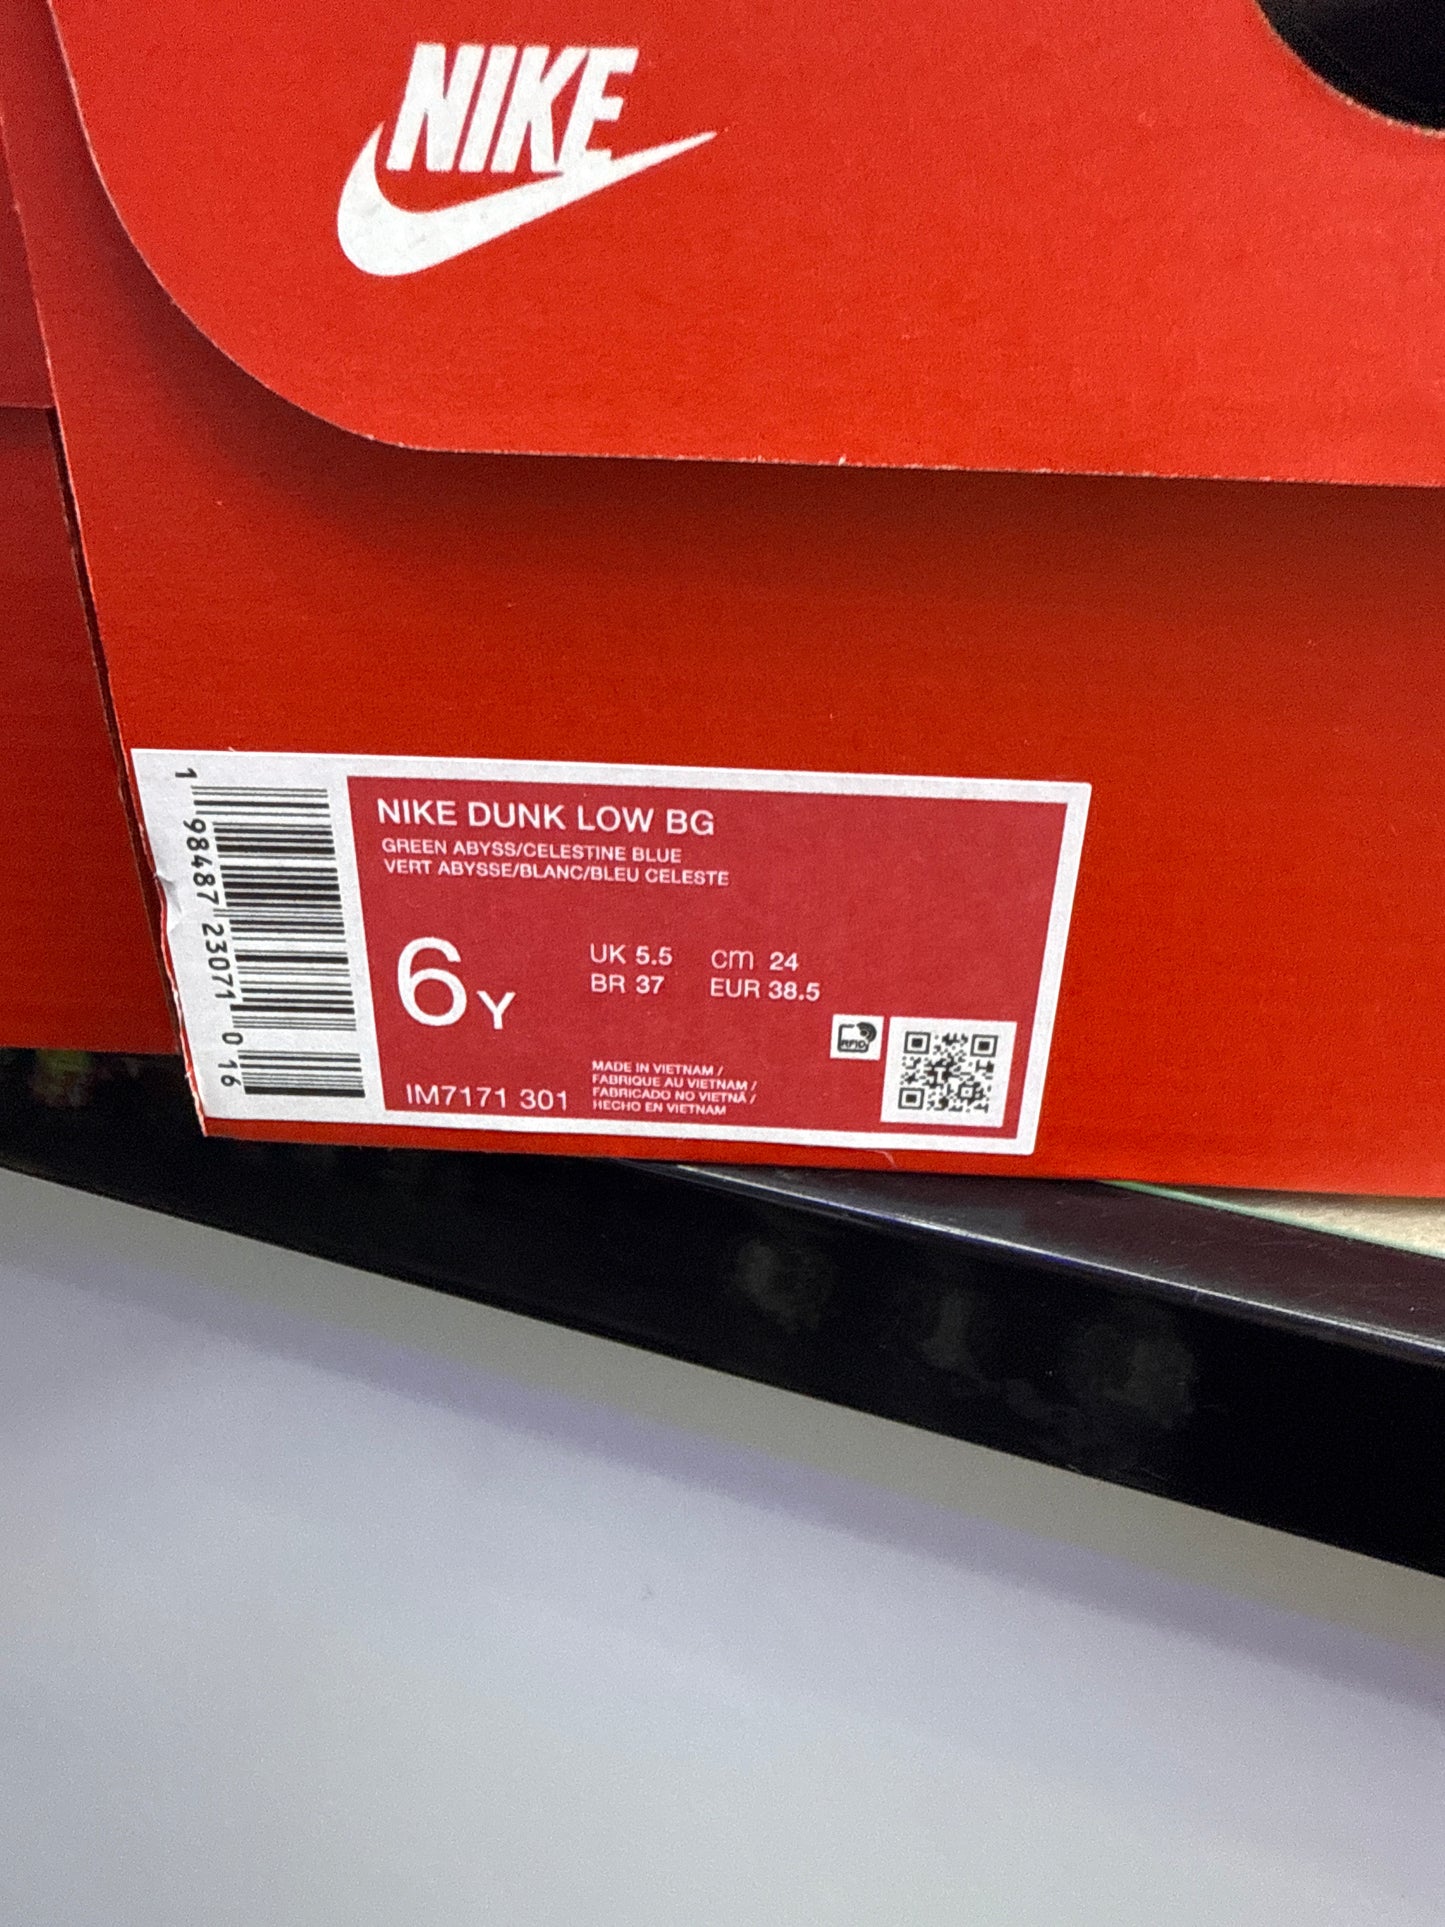 NIKE
NIKE DUNK LOW BG
GREEN ABYSS/CELESTINE BLUE
VERT ABYSSE/BLANC/BLEU CELESTE
6Y
UK 5.5 cm 24
BR 37 EUR 38.5
RFID
MADE IN VIETNAM /
FABRIQUE AU VIETNAM /
FABRICADO NO VIETNÃ /
HECHO EN VIETNAM
IM7171 301
1 98487 23071 0 16